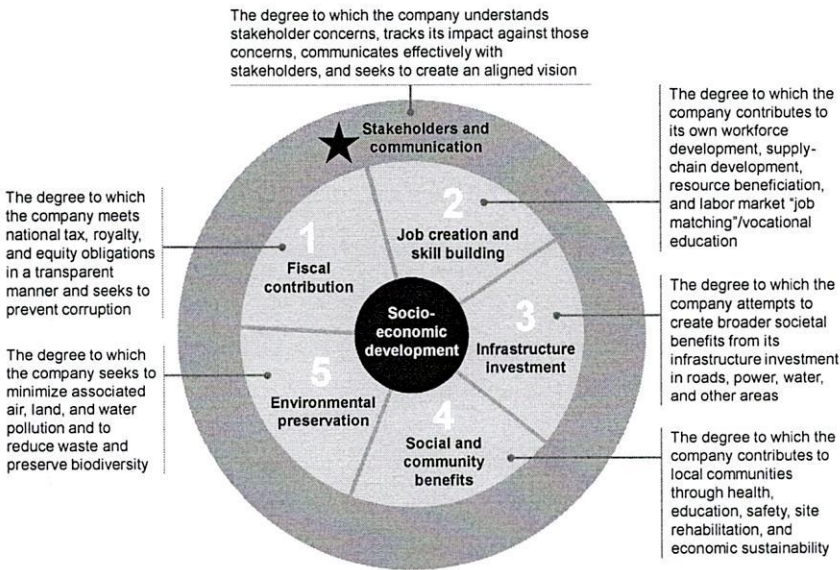 The degree to which the company understands
stakeholder concerns, tracks its impact against those
concerns, communicates effectively with
stakeholders, and seeks to create an aligned vision
Stakeholders and
communication
The degree to which
the company meets
national tax, royalty,
and equity obligations
in a transparent
manner and seeks to
prevent corruption
1
Fiscal
contribution
2
Job creation and
skill building
The degree to which the
company contributes to
its own workforce
development, supply-
chain development,
resource beneficiation,
and labor market "job
matching"/vocational
education
Socio-
economic
development
3
Infrastructure
investment
The degree to which the
company attempts to
create broader societal
benefits from its
infrastructure investment
in roads, power, water,
and other areas
The degree to which
the company seeks to
minimize associated
air, land, and water
pollution and to
reduce waste and
preserve biodiversity
5
Environmental
preservation
4
Social and
community
benefits
The degree to which the
company contributes to
local communities
through health,
education, safety, site
rehabilitation, and
economic sustainability